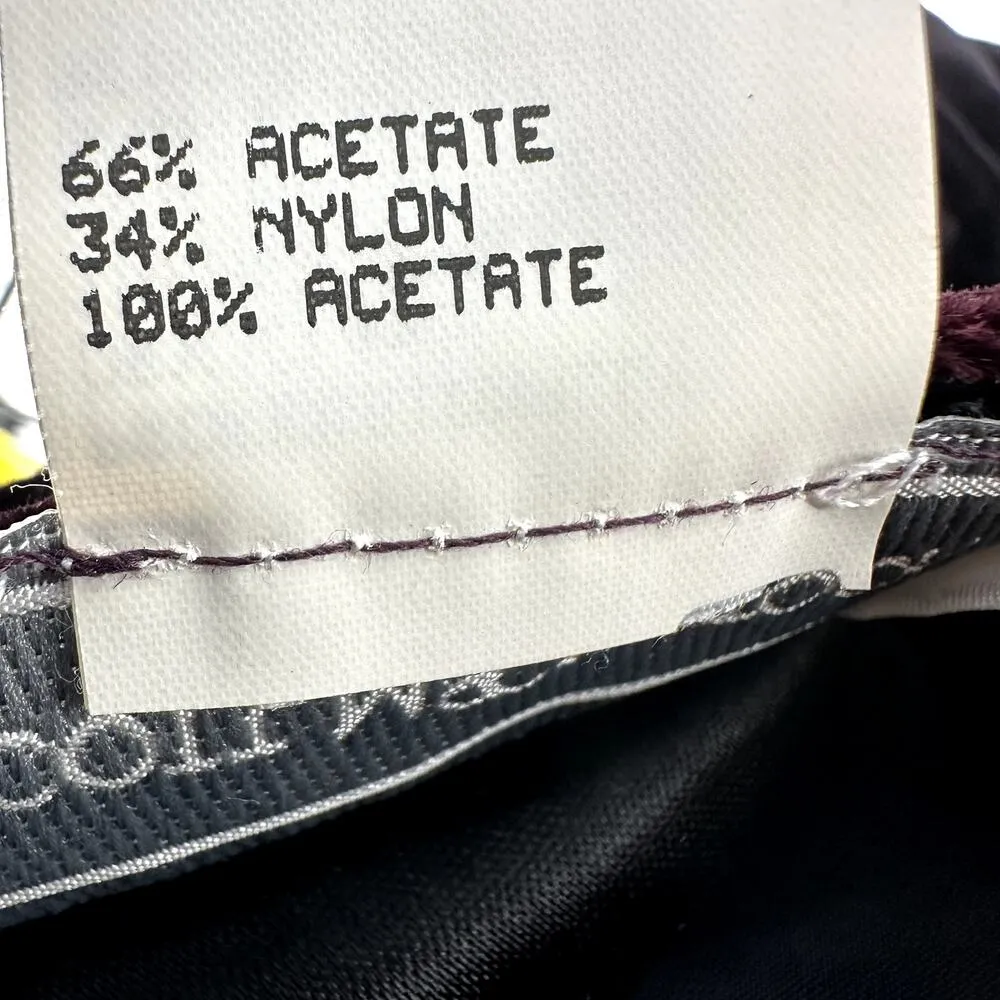 66% ACETATE
34% NYLON
100% ACETATE